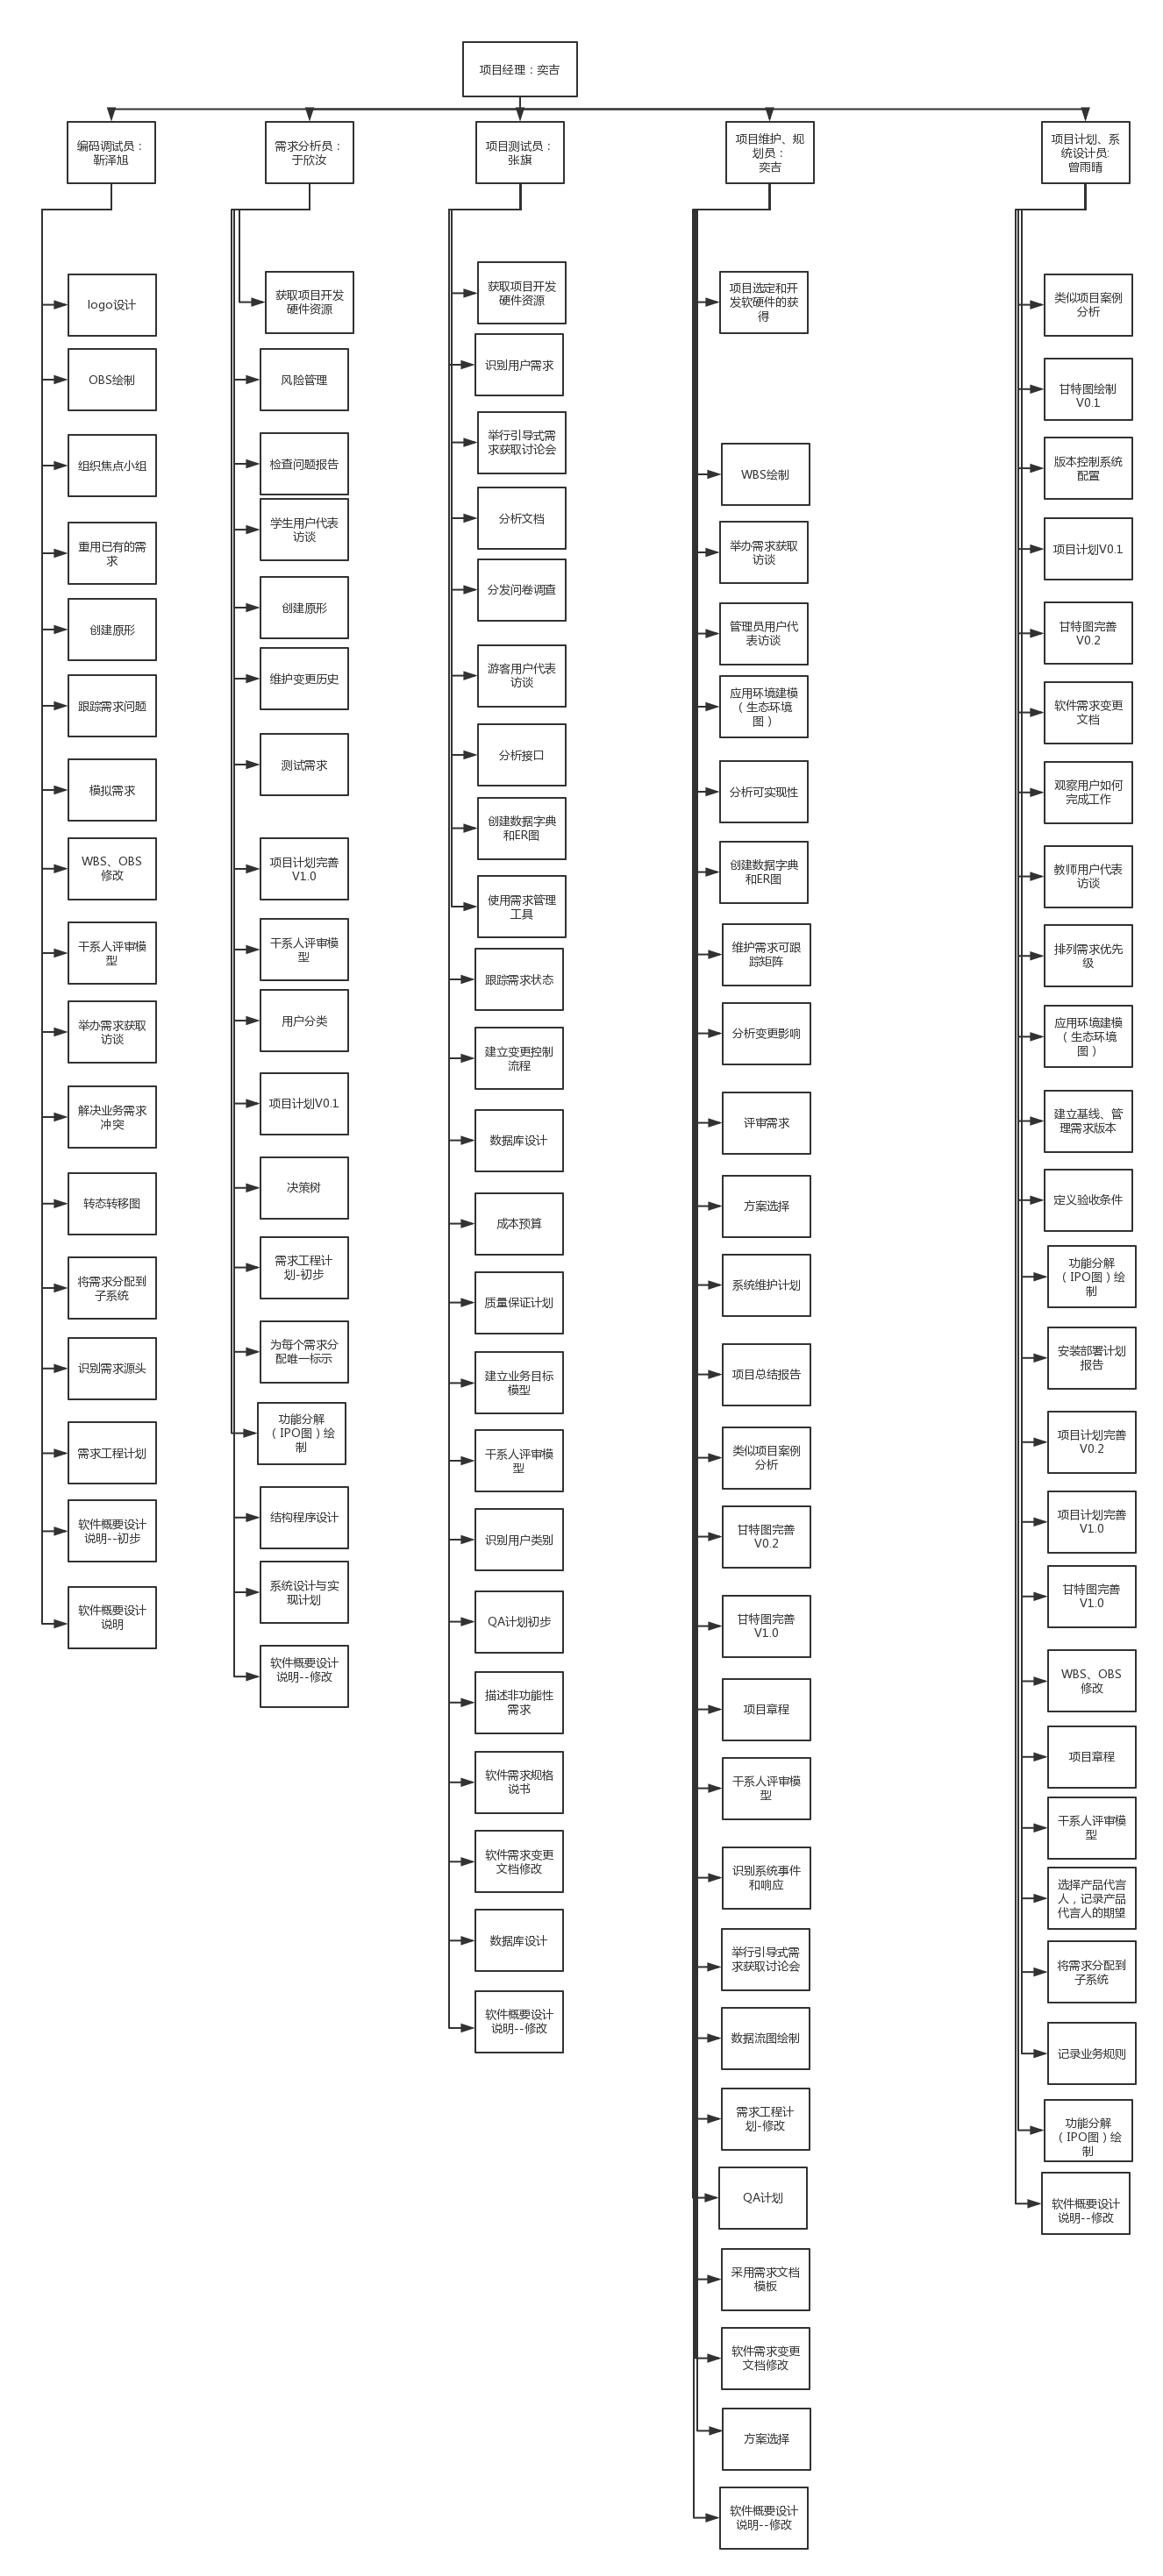 项目经理：奕吉
编码调试员：
靳泽旭
需求分析员：
于欣汝
项目测试员：
张旗
项目维护、规
划员：
奕吉
项目计划、系
统设计员:
曾雨晴
logo设计
OBS绘制
组织焦点小组
重用已有的需
求
创建原形
跟踪需求问题
模拟需求
WBS、OBS
修改
干系人评审模
型
举办需求获取
访谈
解决业务需求
冲突
转态转移图
将需求分配到
子系统
识别需求源头
需求工程计划
软件概要设计
说明--初步
软件概要设计
说明
获取项目开发
硬件资源
风险管理
检查问题报告
学生用户代表
访谈
创建原形
维护变更历史
测试需求
项目计划完善
V1.0
干系人评审模
型
用户分类
项目计划V0.1
决策树
需求工程计
划-初步
为每个需求分
配唯一标示
功能分解
（IPO图）绘
制
结构程序设计
系统设计与实
现计划
软件概要设计
说明--修改
获取项目开发
硬件资源
识别用户需求
举行引导式需
求获取讨论会
分析文档
分发问卷调查
游客用户代表
访谈
分析接口
创建数据字典
和ER图
使用需求管理
工具
跟踪需求状态
建立变更控制
流程
数据库设计
成本预算
质量保证计划
建立业务目标
模型
干系人评审模
型
识别用户类别
QA计划初步
描述非功能性
需求
软件需求规格
说书
软件需求变更
文档修改
数据库设计
软件概要设计
说明--修改
项目选定和开
发软硬件的获
得
WBS绘制
举办需求获取
访谈
管理员用户代
表访谈
应用环境建模
（生态环境
图）
分析可实现性
创建数据字典
和ER图
维护需求可跟
踪矩阵
分析变更影响
评审需求
方案选择
系统维护计划
项目总结报告
类似项目案例
分析
甘特图完善
V0.2
甘特图完善
V1.0
项目章程
干系人评审模
型
识别系统事件
和响应
举行引导式需
求获取讨论会
数据流图绘制
需求工程计
划-修改
QA计划
采用需求文档
模板
软件需求变更
文档修改
方案选择
软件概要设计
说明--修改
类似项目案例
分析
甘特图绘制
V0.1
版本控制系统
配置
项目计划V0.1
甘特图完善
V0.2
软件需求变更
文档
观察用户如何
完成工作
教师用户代表
访谈
排列需求优先
级
应用环境建模
（生态环境
图）
建立基线、管
理需求版本
定义验收条件
功能分解
（IPO图）绘
制
安装部署计划
报告
项目计划完善
V0.2
项目计划完善
V1.0
甘特图完善
V1.0
WBS、OBS
修改
项目章程
干系人评审模
型
选择产品代言
人，记录产品
代言人的期望
将需求分配到
子系统
记录业务规则
功能分解
（IPO图）绘
制
软件概要设计
说明--修改